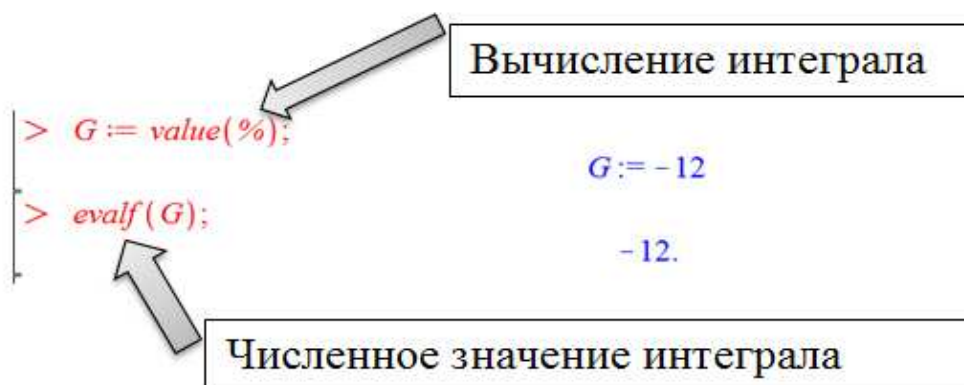 Вычисление интеграла
> G := value(%);
G := -12
> evalf(G);
-12.
Численное значение интеграла